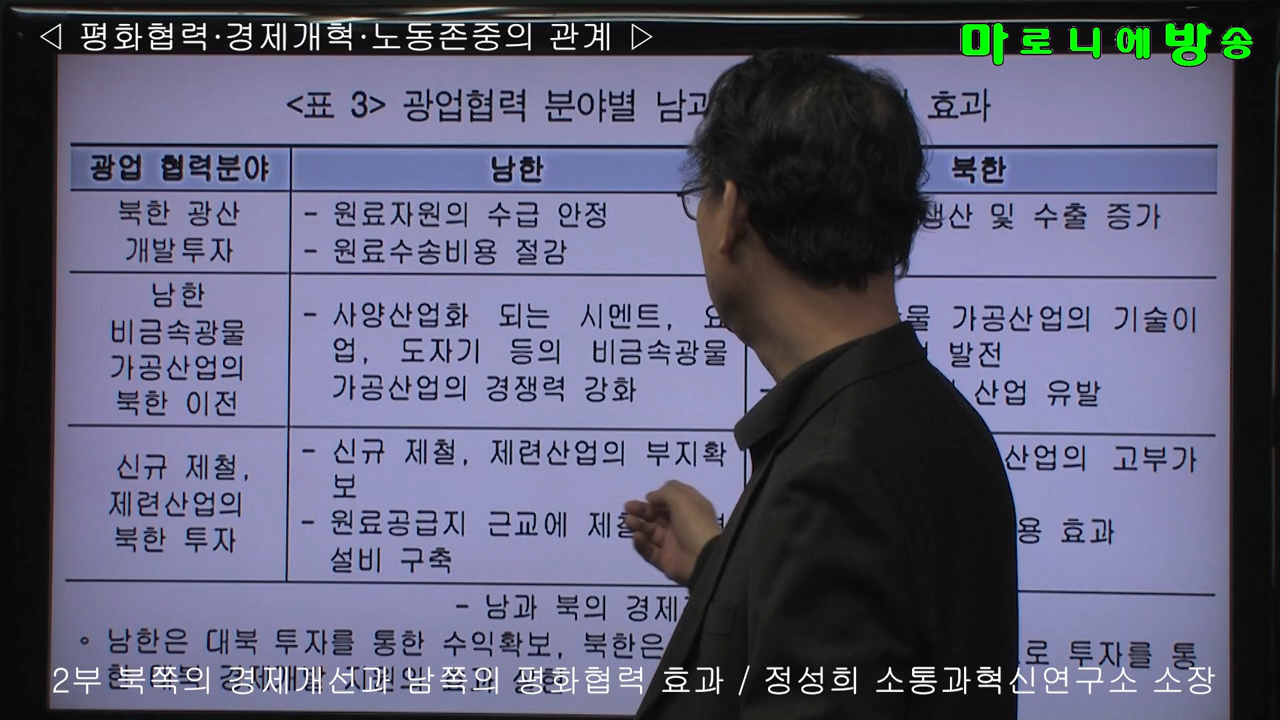 ◁ 평화협력·경제개혁·노동존중의 관계 ▷
마로니에방송
<표 3> 광업협력 분야별 남과 효과
광업 협력분야 남한 북한
북한 광산
개발투자
- 원료자원의 수급 안정
- 원료수송비용 절감
생산 및 수출 증가
남한
비금속광물
가공산업의
북한 이전
- 사양산업화 되는 시멘트, 요
업, 도자기 등의 비금속광물
가공산업의 경쟁력 강화
가공산업의 기술이
발전
산업 유발
신규 제철,
제련산업의
북한 투자
- 신규 제철, 제련산업의 부지확
보
- 원료공급지 근교에
설비 구축
산업의 고부가
효과
- 남과 북의
◦ 남한은 대북 투자를 통한 수익확보, 북한은 로 투자를 통
2부 북쪽의 경제개선과 남쪽의 평화협력 효과 / 정성희 소통과혁신연구소 소장